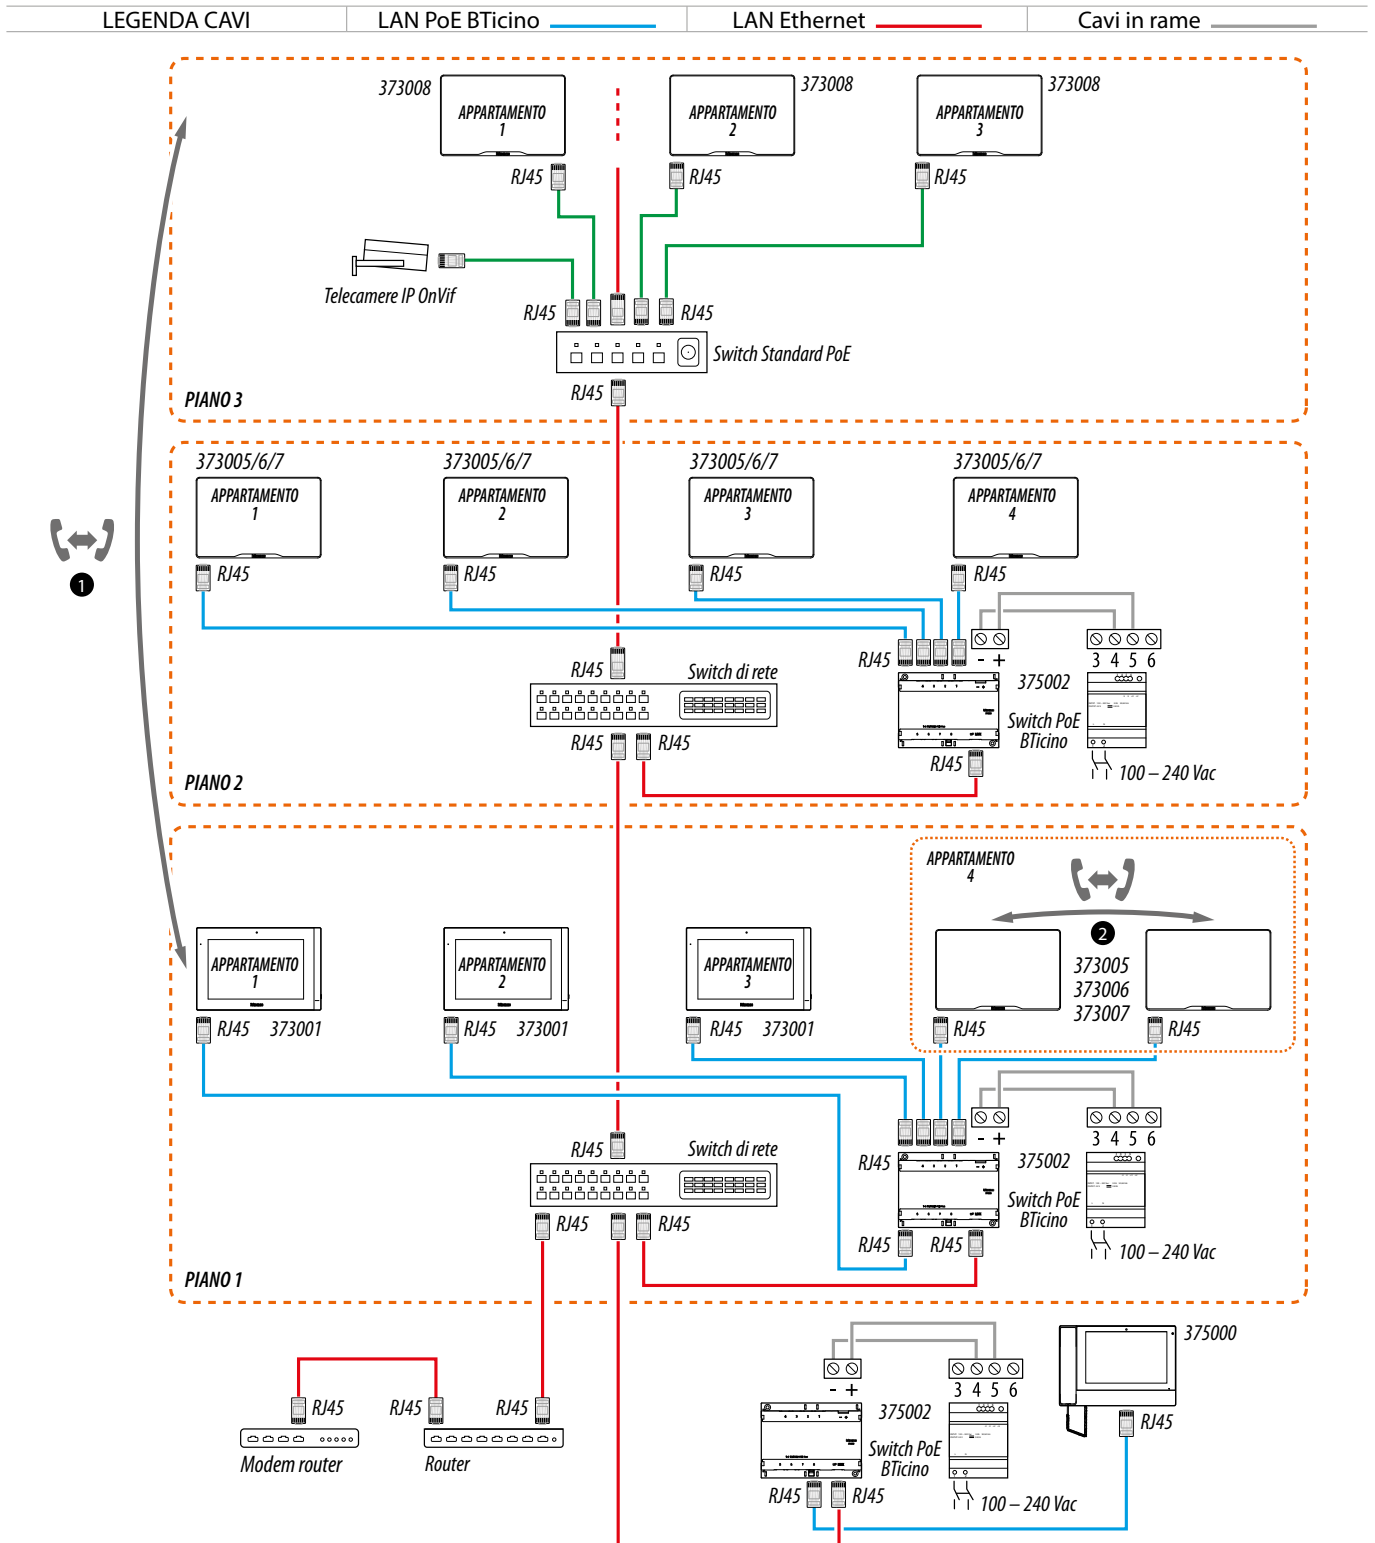 LEGENDA CAVI
LAN PoE BTicino
LAN Ethernet
Cavi in rame
373008
APPARTAMENTO
1
373008
APPARTAMENTO
2
373008
APPARTAMENTO
3
RJ45
RJ45
RJ45
Telecamere IP OnVif
RJ45
RJ45
Switch Standard PoE
RJ45
PIANO 3
373005/6/7
373005/6/7
373005/6/7
373005/6/7
APPARTAMENTO
1
APPARTAMENTO
2
APPARTAMENTO
3
APPARTAMENTO
4
RJ45
RJ45
RJ45
RJ45
1
RJ45
- +
3 4 5 6
RJ45
Switch di rete
375002
Switch PoE
BTicino
RJ45
RJ45
RJ45
100 – 240 Vac
PIANO 2
APPARTAMENTO
4
2
APPARTAMENTO
1
APPARTAMENTO
2
APPARTAMENTO
3
373005
373006
373007
RJ45 373001
RJ45 373001
RJ45 373001
RJ45
RJ45
- +
3 4 5 6
RJ45
Switch di rete
RJ45
375002
Switch PoE
BTicino
RJ45
RJ45
RJ45
RJ45
100 – 240 Vac
PIANO 1
375000
- +
3 4 5 6
RJ45
RJ45
RJ45
375002
RJ45
Modem router
Router
Switch PoE
BTicino
RJ45
RJ45
100 – 240 Vac